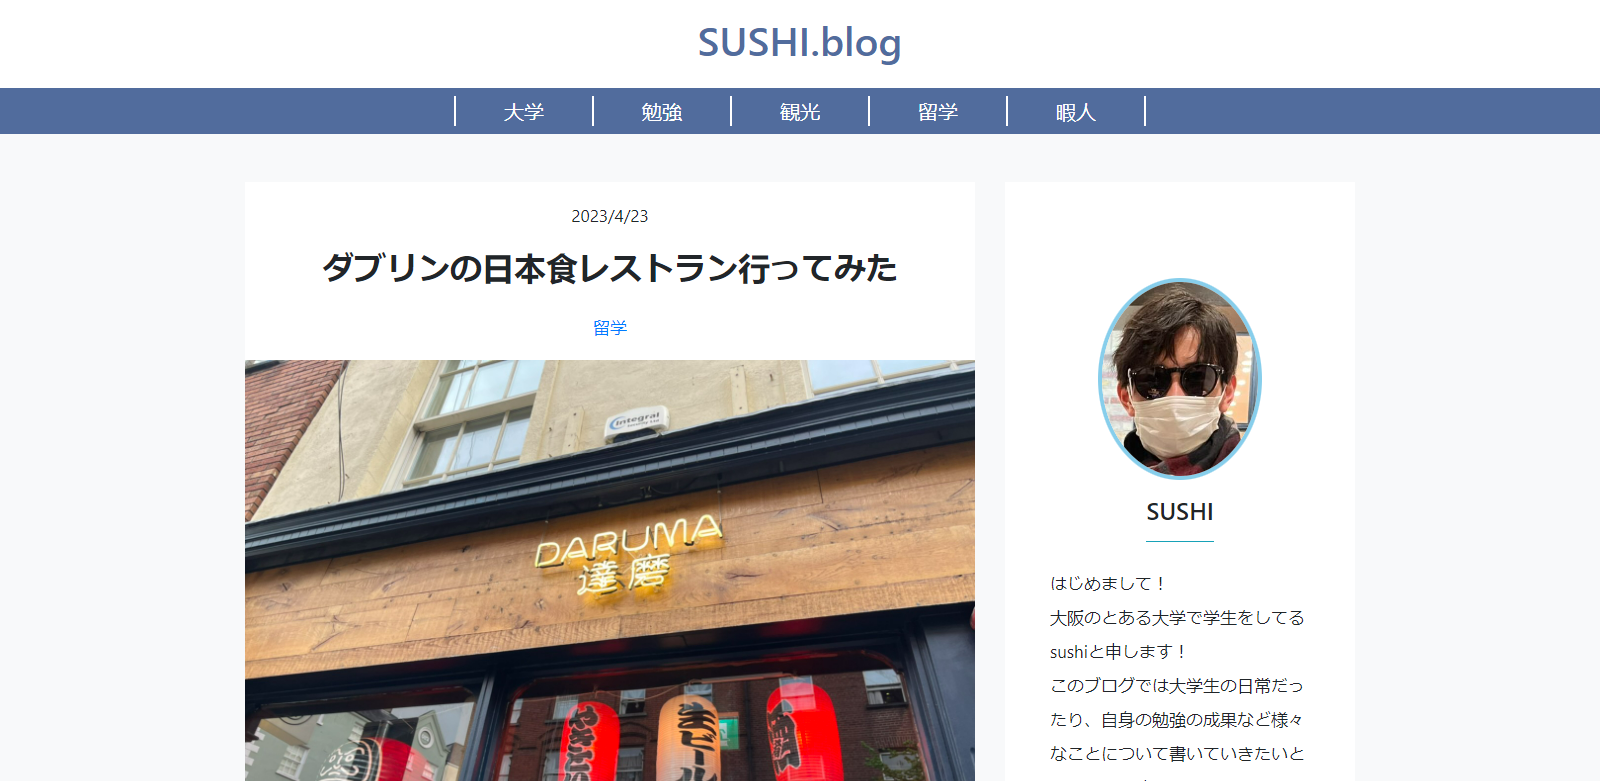 SUSHI.blog
大学
勉強
観光
留学
暇人
2023/4/23
ダブリンの日本食レストラン行ってみた
留学
integral
DARUMA
達磨
生ビール
SUSHI
はじめまして！
大阪のとある大学で学生をしてる
sushiと申します！
このブログでは大学生の日常だっ
たり、自身の勉強の成果など様々
なことについて書いていきたいと